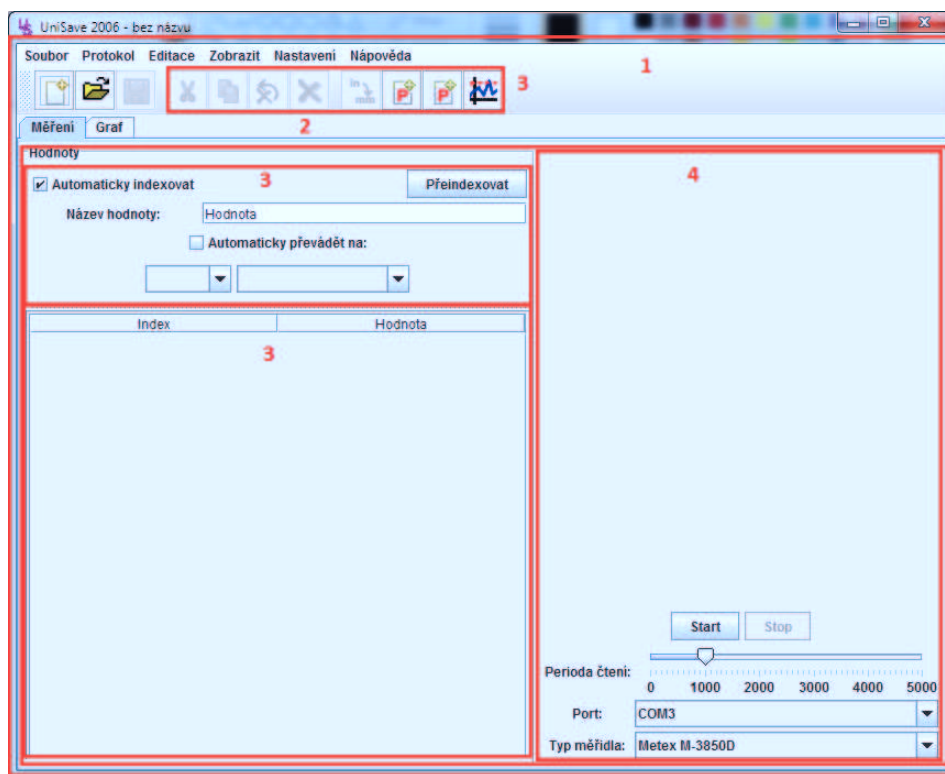 UniSave 2006 - bez názvu
Soubor Protokol Editace Zobrazit Nastavení Nápověda
1
3
2
Měření Graf
Hodnoty
3
4
Automaticky indexovat Přeindexovat
Název hodnoty: Hodnota
Automaticky převádět na:
Index Hodnota
3
Start Stop
Perioda čtení:
0 1000 2000 3000 4000 5000
Port: COM3
Typ měřidla: Metex M-3850D